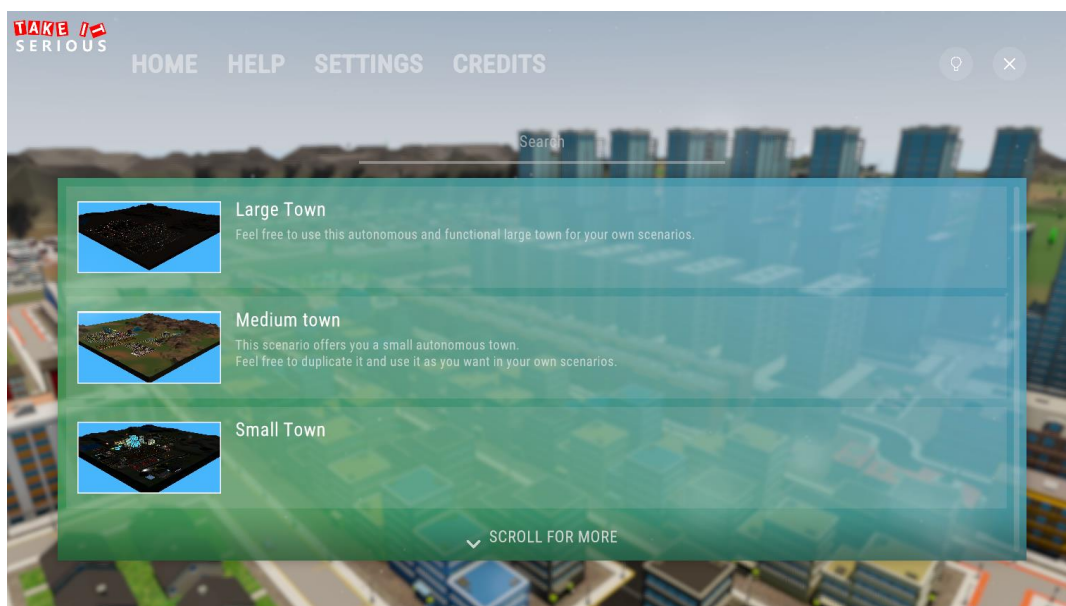 TAKE IT
SERIOUS
HOME HELP SETTINGS CREDITS
Search
Large Town
Feel free to use this autonomous and functional large town for your own scenarios.
Medium town
This scenario offers you a small autonomous town.
Feel free to duplicate it and use it as you want in your own scenarios.
Small Town
SCROLL FOR MORE